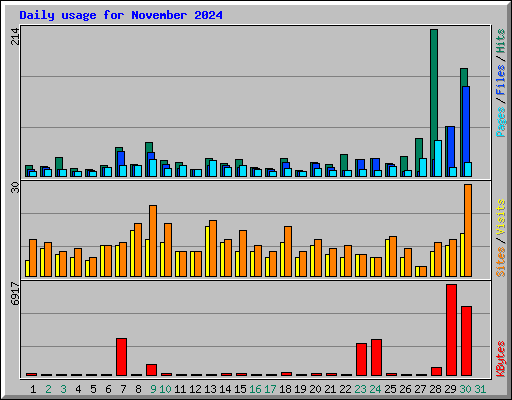 Daily usage for November 2024
214
Pages / Files / Hits
30
Sites / Visits
6917
KBytes
1 2 3 4 5 6 7 8 9 10 11 12 13 14 15 16 17 18 19 20 21 22 23 24 25 26 27 28 29 30 31